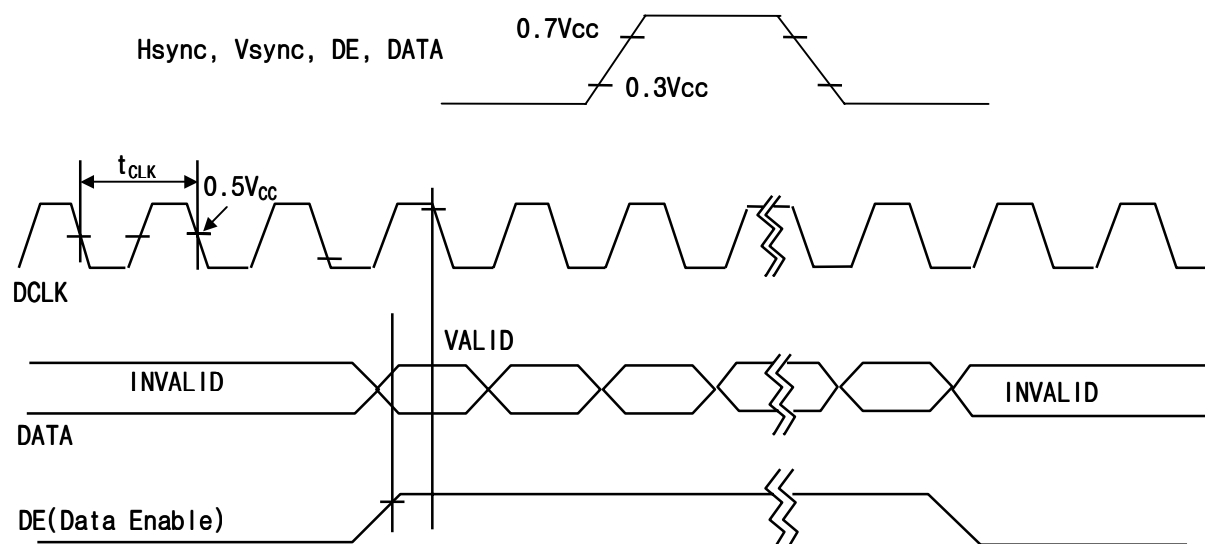 0.7Vcc
Hsync, Vsync, DE, DATA
0.3Vcc
tCLK
0.5VCC
DCLK
VALID
INVALID
INVALID
DATA
DE(Data Enable)